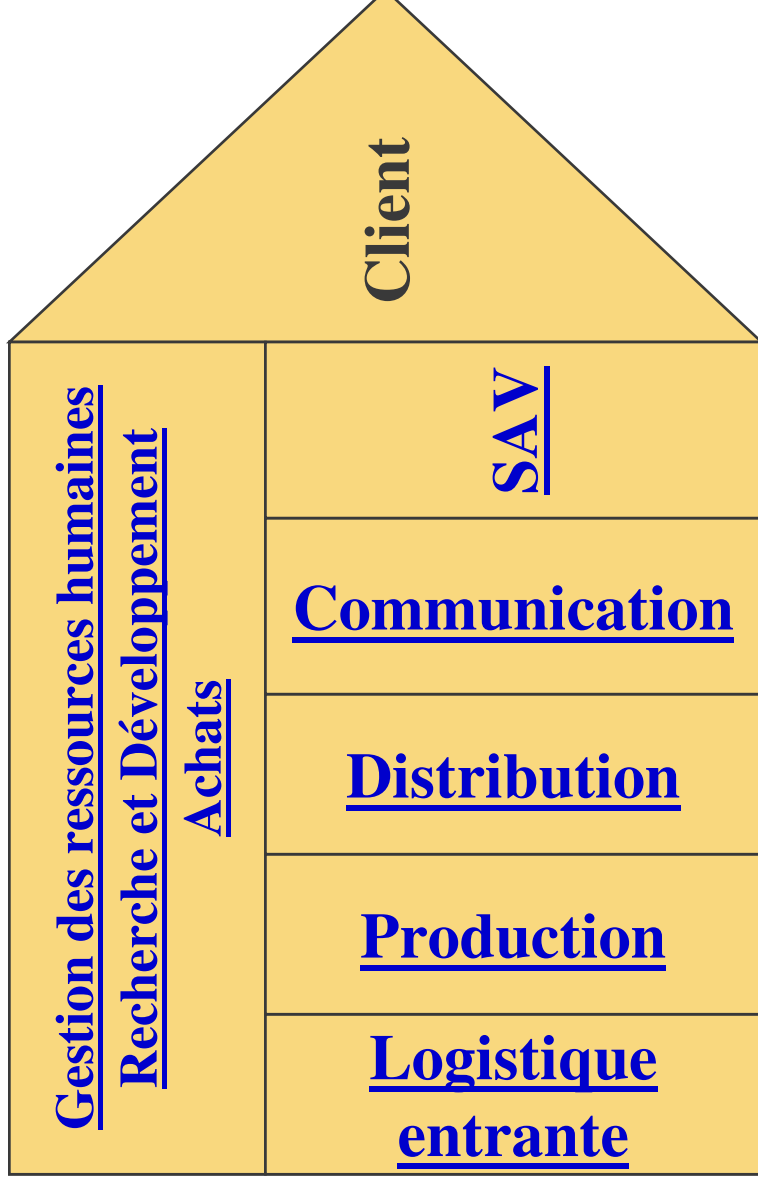 Client
Gestion des ressources humaines
Recherche et Développement
Achats
SAV
Communication
Distribution
Production
Logistique
entrante